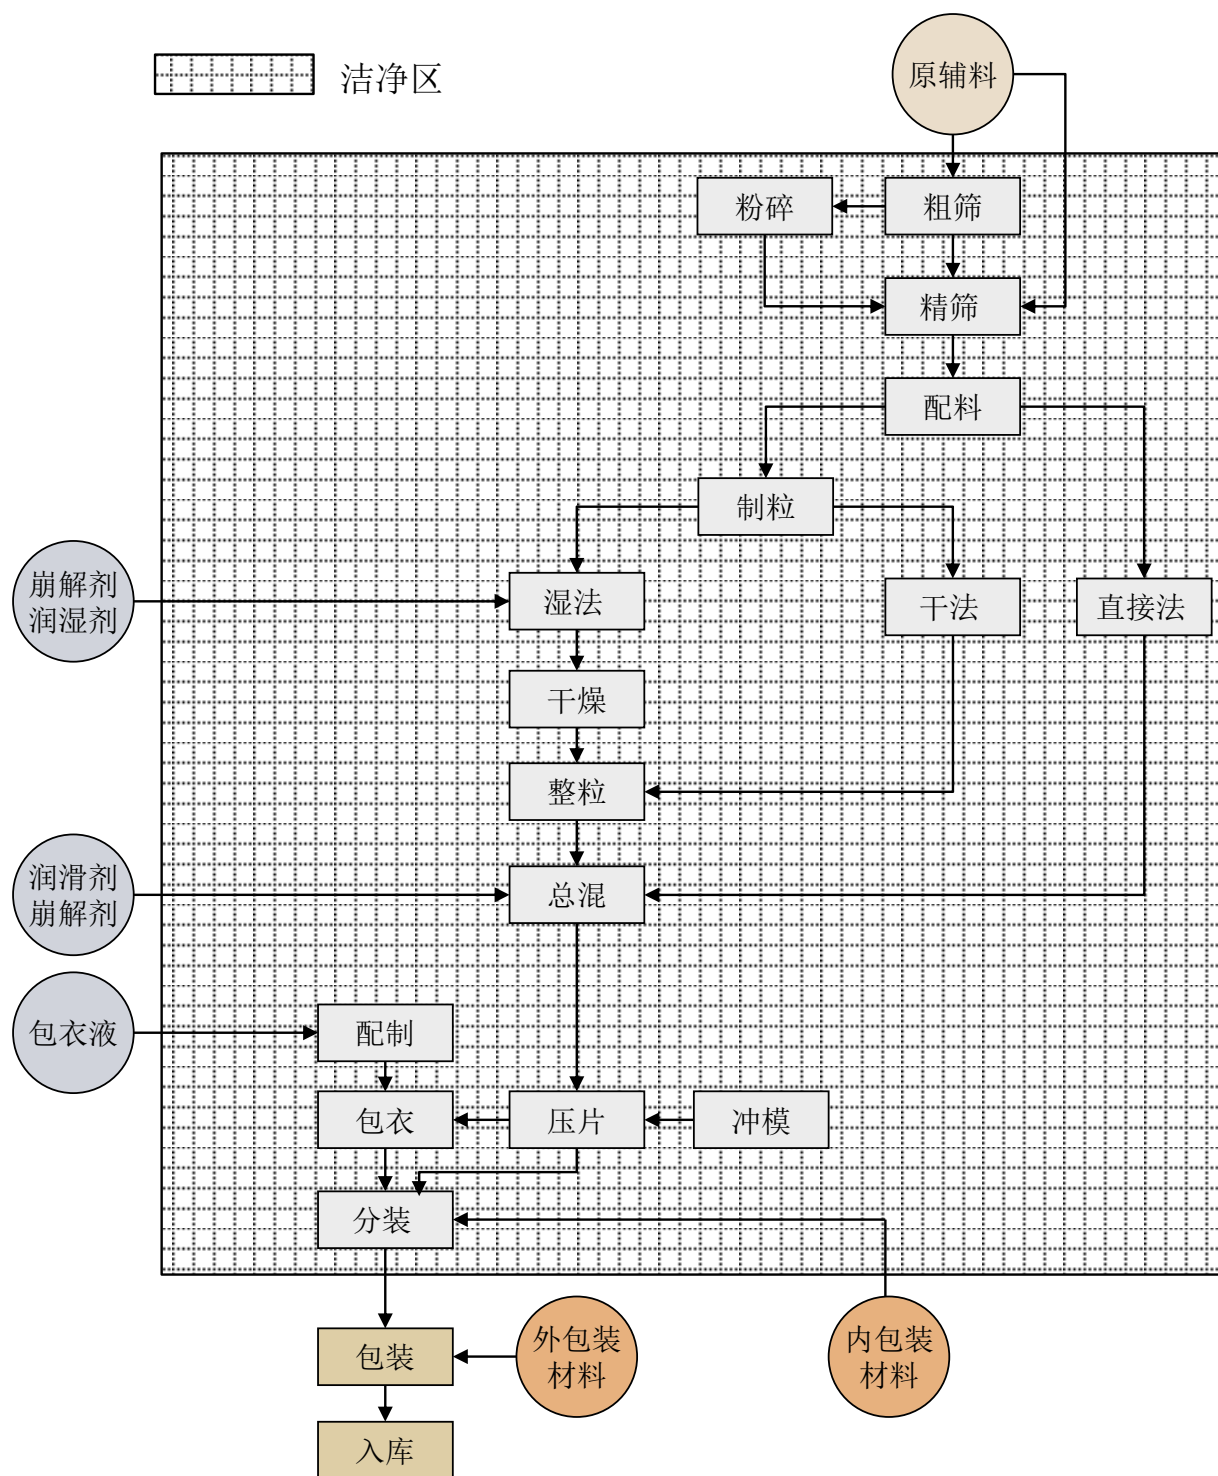 洁净区
原辅料
粉碎
粗筛
精筛
配料
制粒
崩解剂
润湿剂
湿法
干法
直接法
干燥
整粒
润滑剂
崩解剂
总混
包衣液
配制
包衣
压片
冲模
分装
包装
外包装
材料
内包装
材料
入库